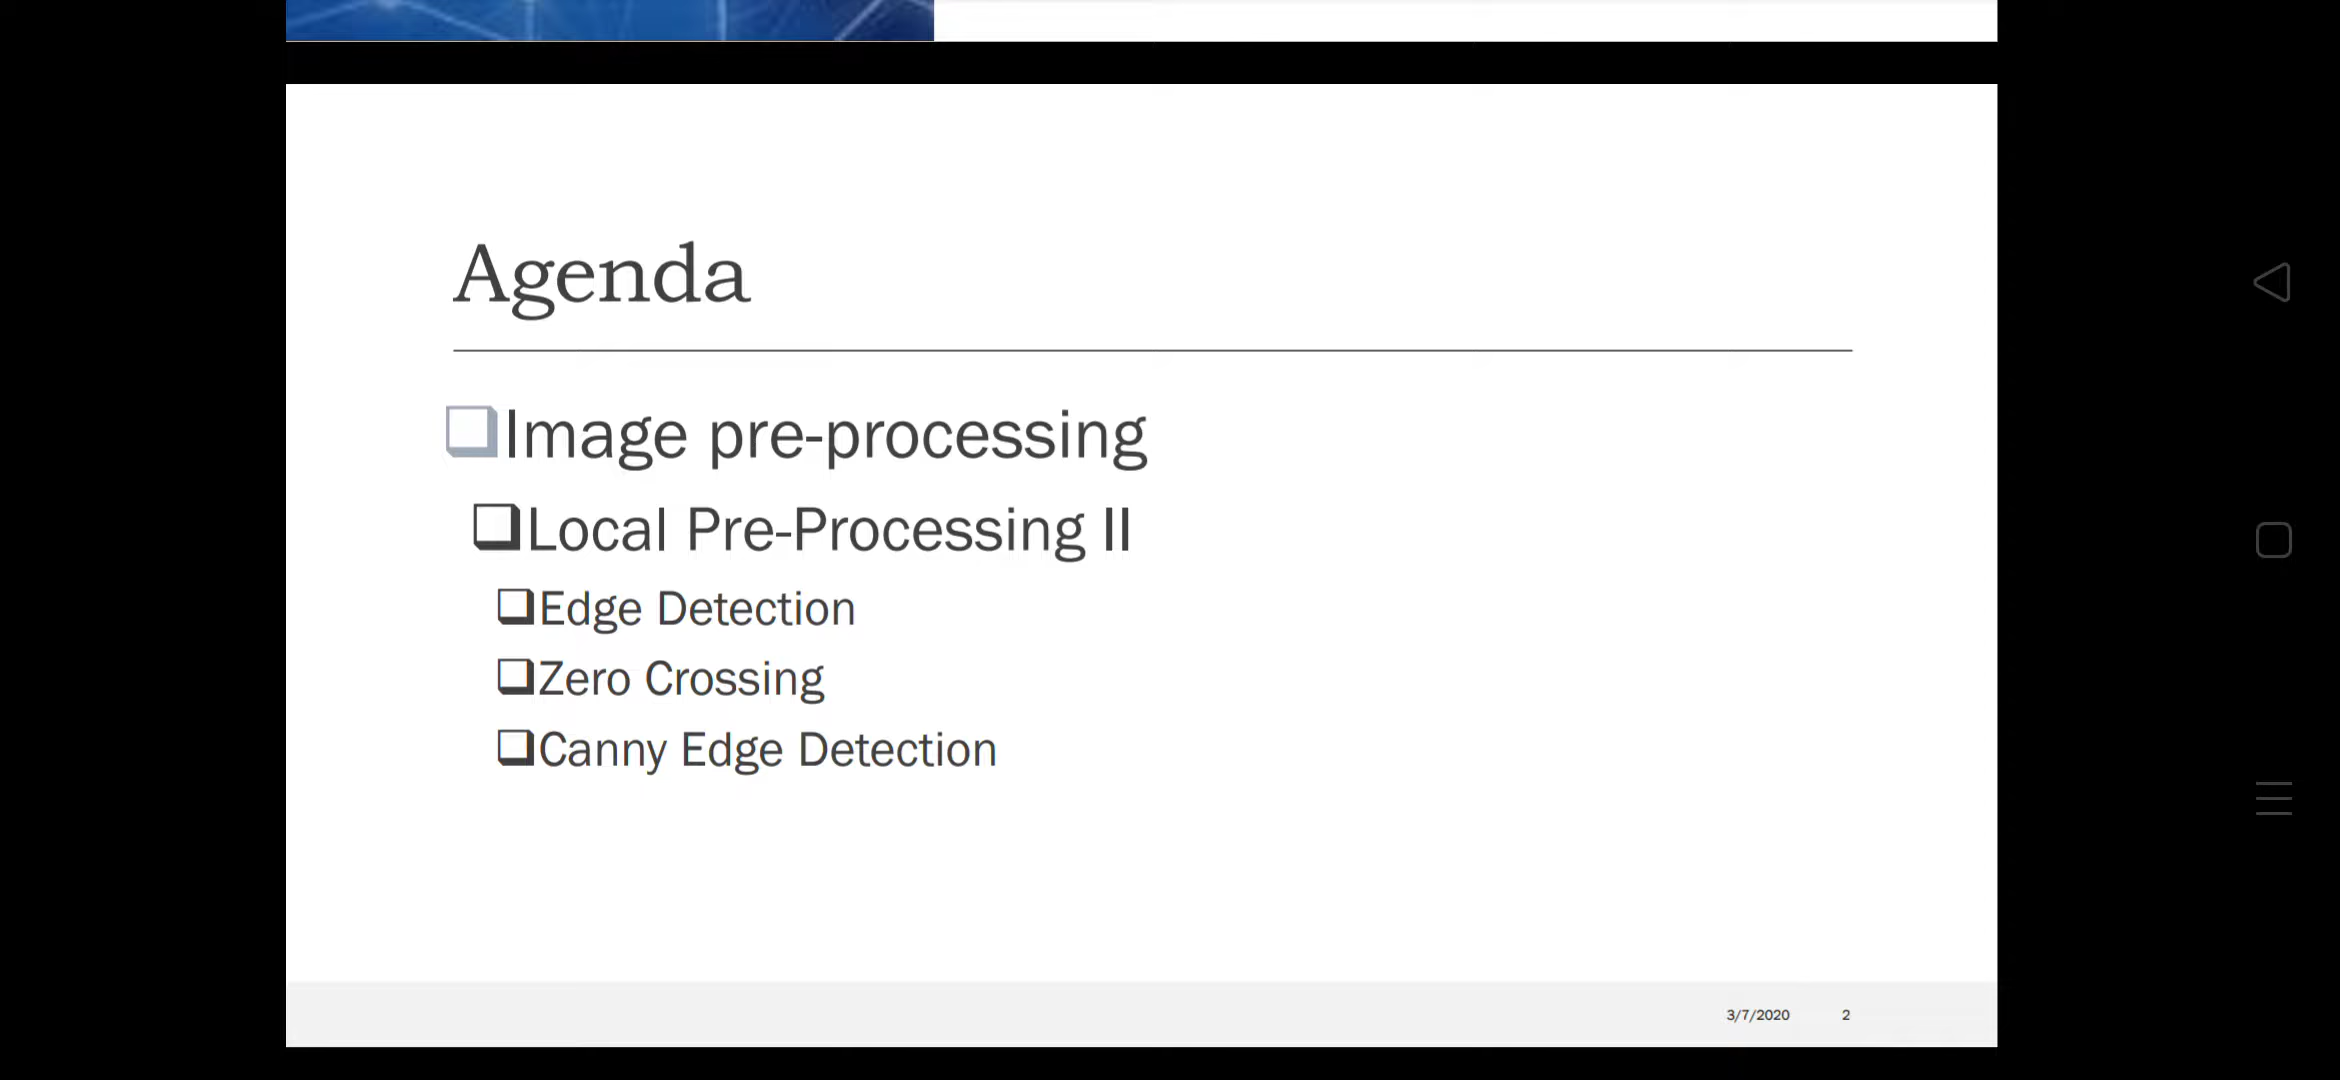 Agenda
Image pre-processing
Local Pre-Processing II
Edge Detection
Zero Crossing
Canny Edge Detection
3/7/2020 2